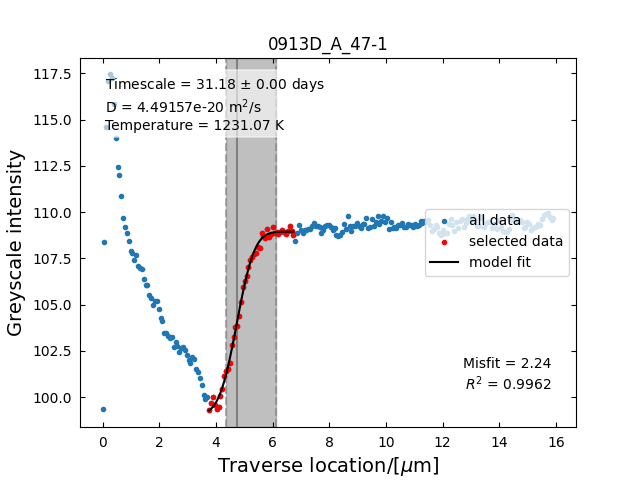 0913D_A_47-1
Timescale = 31.18 ± 0.00 days
D = 4.49157e-20 m²/s
Temperature = 1231.07 K
Greyscale intensity
117.5
115.0
112.5
110.0
107.5
105.0
102.5
100.0
all data
selected data
model fit
Misfit = 2.24
R² = 0.9962
0 2 4 6 8 10 12 14 16
Traverse location/[μm]